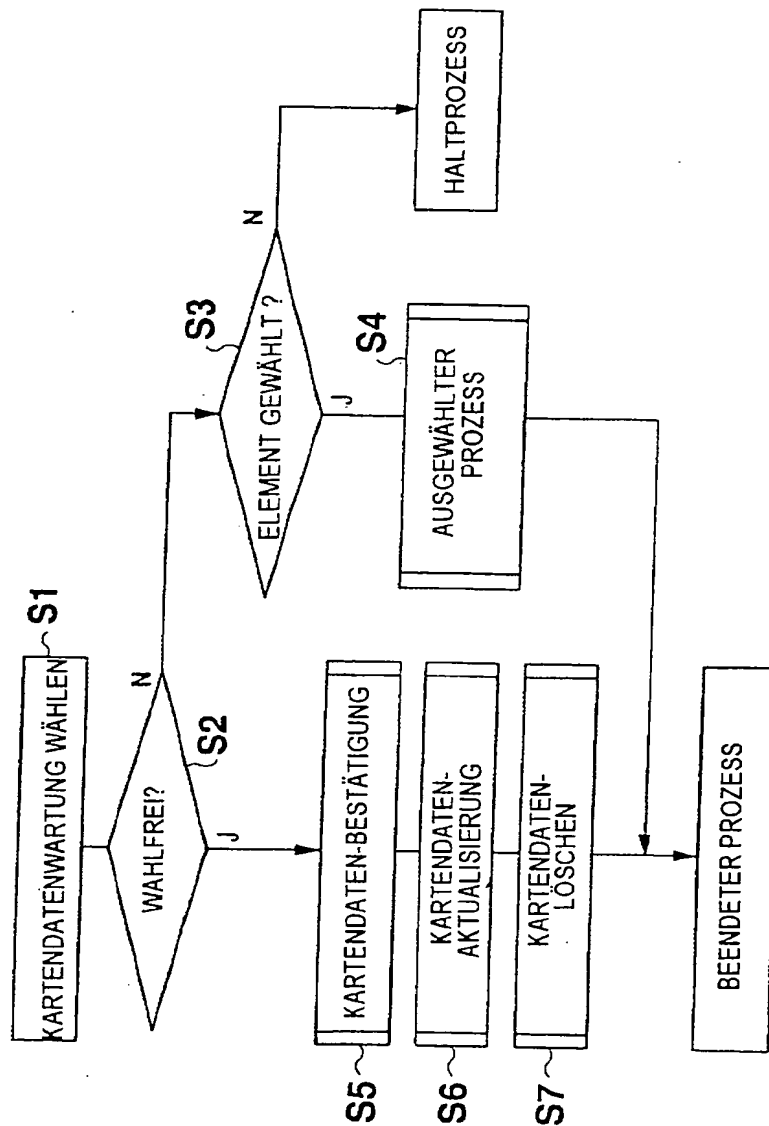 KARTENDATENWARTUNG WÄHLEN
S1
WAHLFREI?
S2
N
J
ELEMENT GEWÄHLT ?
S3
N
J
HALTPROZESS
AUSGEWÄHLTER
PROZESS
S4
KARTENDATEN-BESTÄTIGUNG
S5
KARTENDATEN-
AKTUALISIERUNG
S6
KARTENDATEN-
LÖSCHEN
S7
BEENDETER PROZESS